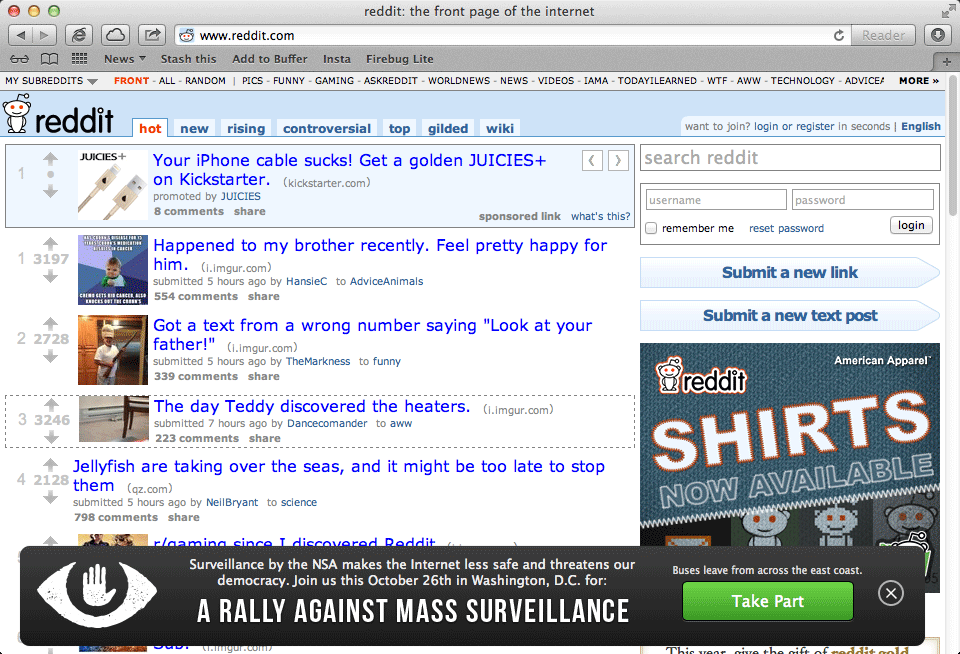 reddit: the front page of the internet
www.reddit.com
Reader
News
Stash this
Add to Buffer
Insta
Firebug Lite
MY SUBREDDITS
FRONT - ALL - RANDOM | PICS - FUNNY - GAMING - ASKREDDIT - WORLDNEWS - NEWS - VIDEOS - IAMA - TODAYILEARNED - WTF - AWW - TECHNOLOGY - ADVICEA
MORE »
reddit
hot
new
rising
controversial
top
gilded
wiki
want to join? login or register in seconds | English
1
JUICIES+
Your iPhone cable sucks! Get a golden JUICIES+
on Kickstarter. (kickstarter.com)
promoted by JUICIES
8 comments share
sponsored link what's this?
1 3197
Happened to my brother recently. Feel pretty happy for
him. (i.imgur.com)
submitted 5 hours ago by HansieC to AdviceAnimals
554 comments share
2 2728
Got a text from a wrong number saying "Look at your
father!" (i.imgur.com)
submitted 5 hours ago by TheMarkness to funny
339 comments share
3 3246
The day Teddy discovered the heaters. (i.imgur.com)
submitted 7 hours ago by Dancecomander to aww
223 comments share
4 2128
Jellyfish are taking over the seas, and it might be too late to stop
them (qz.com)
submitted 5 hours ago by NeilBryant to science
798 comments share
r/gaming since I discovered Reddit
search reddit
username
password
remember me
reset password
login
Submit a new link
Submit a new text post
reddit
American Apparel
SHIRTS
NOW AVAILABLE
Surveillance by the NSA makes the Internet less safe and threatens our
democracy. Join us this October 26th in Washington, D.C. for:
A RALLY AGAINST MASS SURVEILLANCE
Buses leave from across the east coast.
Take Part
Sub. (i.imgur.com)
This year, give the gift of reddit gold